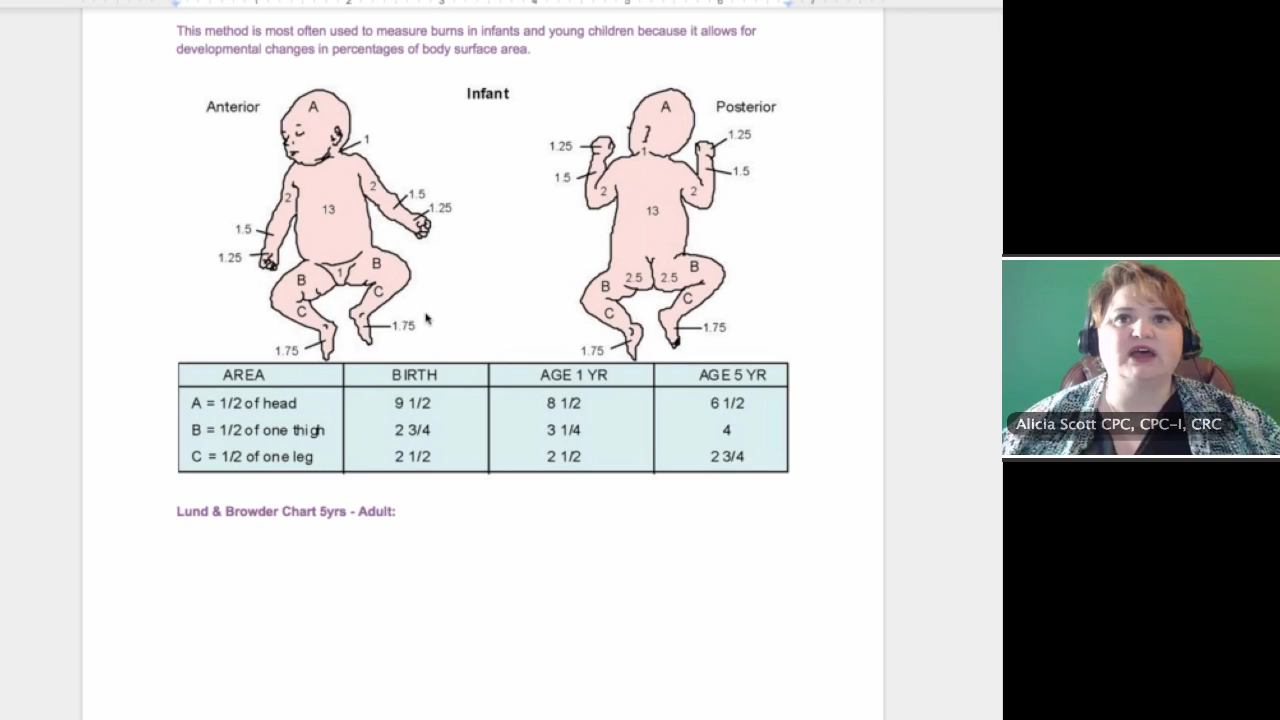 This method is most often used to measure burns in infants and young children because it allows for
developmental changes in percentages of body surface area.
Infant
Anterior
Posterior
A
1
2
2
1.5
1.25
13
1.5
1.25
B
B
1
C
C
1.75
1.75
A
1.25
1.25
1
1.5
1.5
2
2
13
2.5
2.5
B
B
C
C
1.75
1.75
AREA BIRTH AGE 1 YR AGE 5 YR
A = 1/2 of head 9 1/2 8 1/2 6 1/2
B = 1/2 of one thigh 2 3/4 3 1/4 4
C = 1/2 of one leg 2 1/2 2 1/2 2 3/4
Lund & Browder Chart 5yrs - Adult:
Alicia Scott CPC, CPC-I, CRC